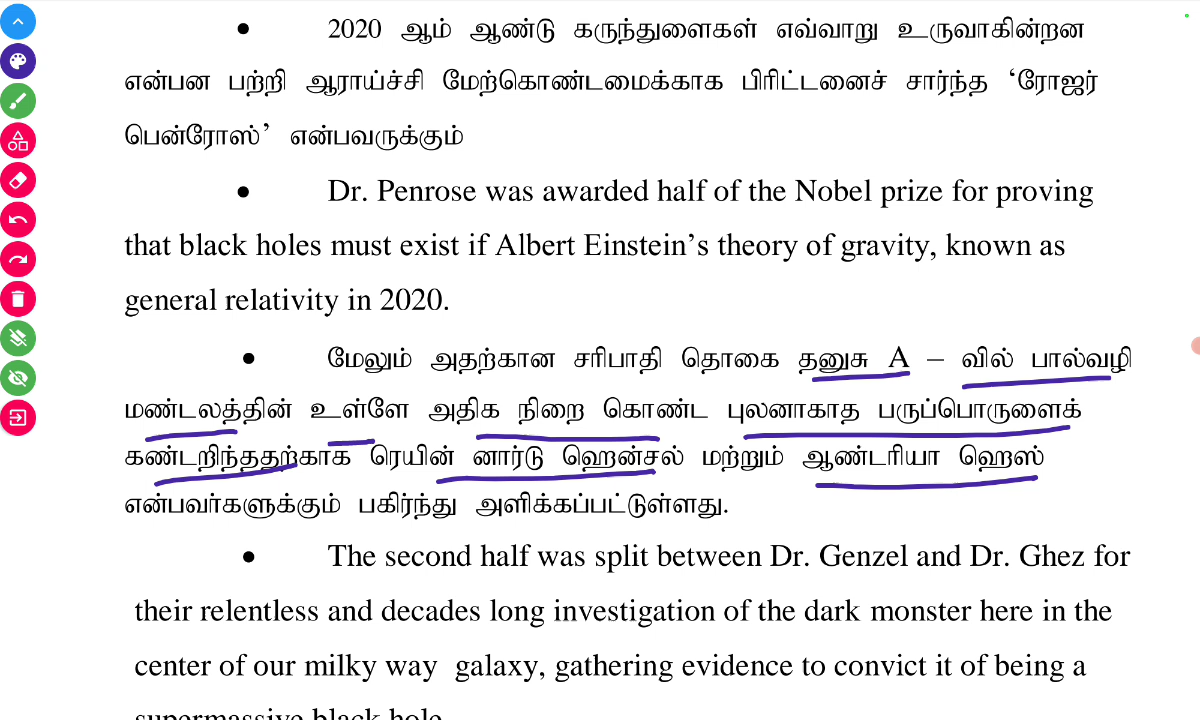 • 2020 ஆம் ஆண்டு கருந்துளைகள் எவ்வாறு உருவாகின்றன
என்பன பற்றி ஆராய்ச்சி மேற்கொண்டமைக்காக பிரிட்டனைச் சார்ந்த ‘ரோஜர்
பென்ரோஸ்’ என்பவருக்கும்
• Dr. Penrose was awarded half of the Nobel prize for proving
that black holes must exist if Albert Einstein’s theory of gravity, known as
general relativity in 2020.
• மேலும் அதற்கான சரிபாதி தொகை தனுசு A – வில் பால்வழி
மண்டலத்தின் உள்ளே அதிக நிறை கொண்ட புலனாகாத பருப்பொருளைக்
கண்டறிந்ததற்காக ரெயின் னார்டு ஹென்சல் மற்றும் ஆண்டரியா ஹெஸ்
என்பவர்களுக்கும் பகிர்ந்து அளிக்கப்பட்டுள்ளது.
• The second half was split between Dr. Genzel and Dr. Ghez for
their relentless and decades long investigation of the dark monster here in the
center of our milky way galaxy, gathering evidence to convict it of being a
supermassive black hole